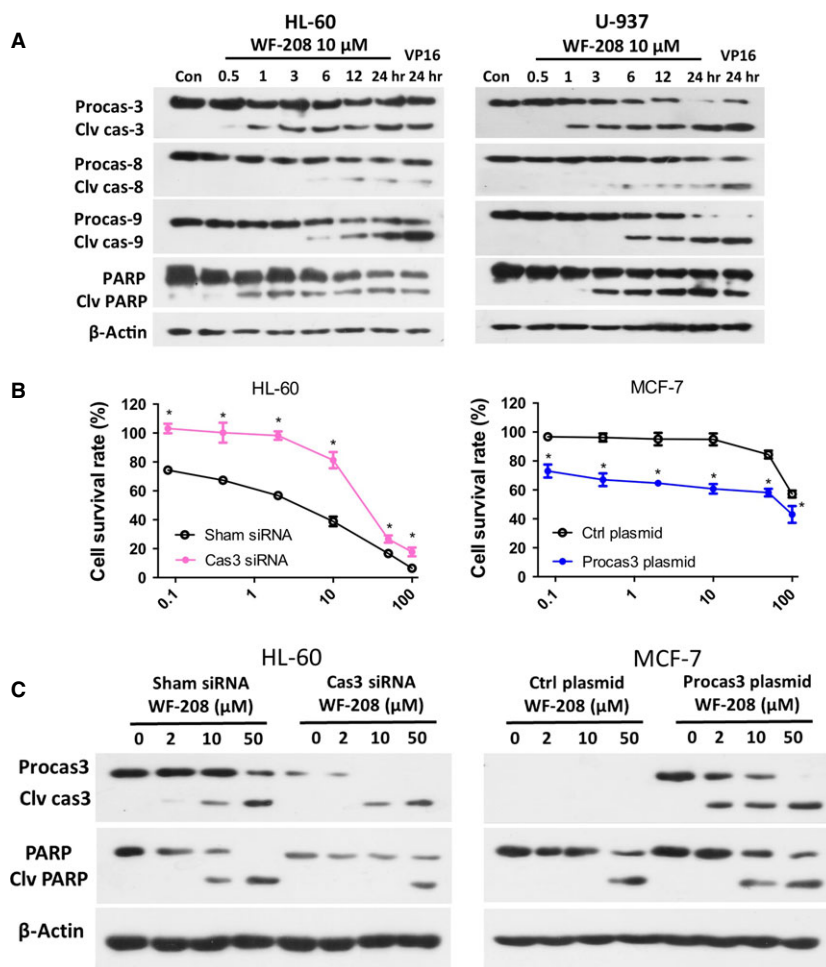 A
HL-60
WF-208 10 µM
VP16
Con 0.5 1 3 6 12 24 hr 24 hr
U-937
WF-208 10 µM
VP16
Con 0.5 1 3 6 12 24 hr 24 hr
Procas-3
Clv cas-3
Procas-8
Clv cas-8
Procas-9
Clv cas-9
PARP
Clv PARP
β-Actin
B
HL-60
Cell survival rate (%)
120
100
80
60
40
20
0
* * * * * *
Sham siRNA
Cas3 siRNA
0.1 1 10 100
MCF-7
Cell survival rate (%)
120
100
80
60
40
20
0
* * * * * *
Ctrl plasmid
Procas3 plasmid
0.1 1 10 100
C
HL-60
Sham siRNA Cas3 siRNA
WF-208 (µM) WF-208 (µM)
0 2 10 50 0 2 10 50
MCF-7
Ctrl plasmid Procas3 plasmid
WF-208 (µM) WF-208 (µM)
0 2 10 50 0 2 10 50
Procas3
Clv cas3
PARP
Clv PARP
β-Actin